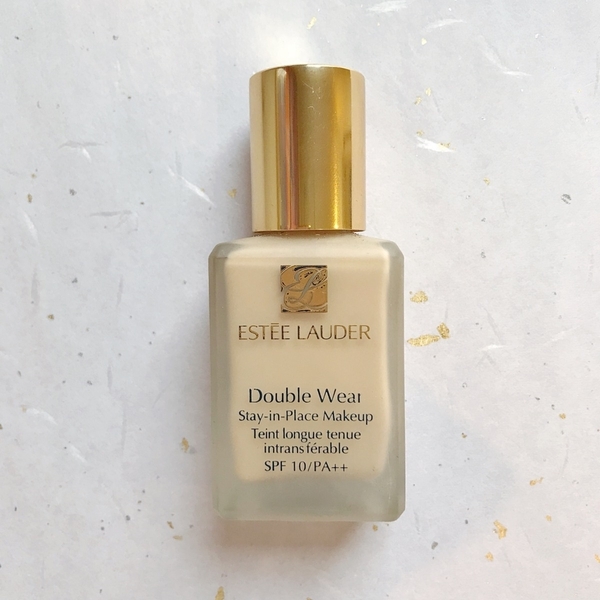 ESTĒE LAUDER
Double Wear
Stay-in-Place Makeup
Teint longue tenue
intransférable
SPF 10/PA++